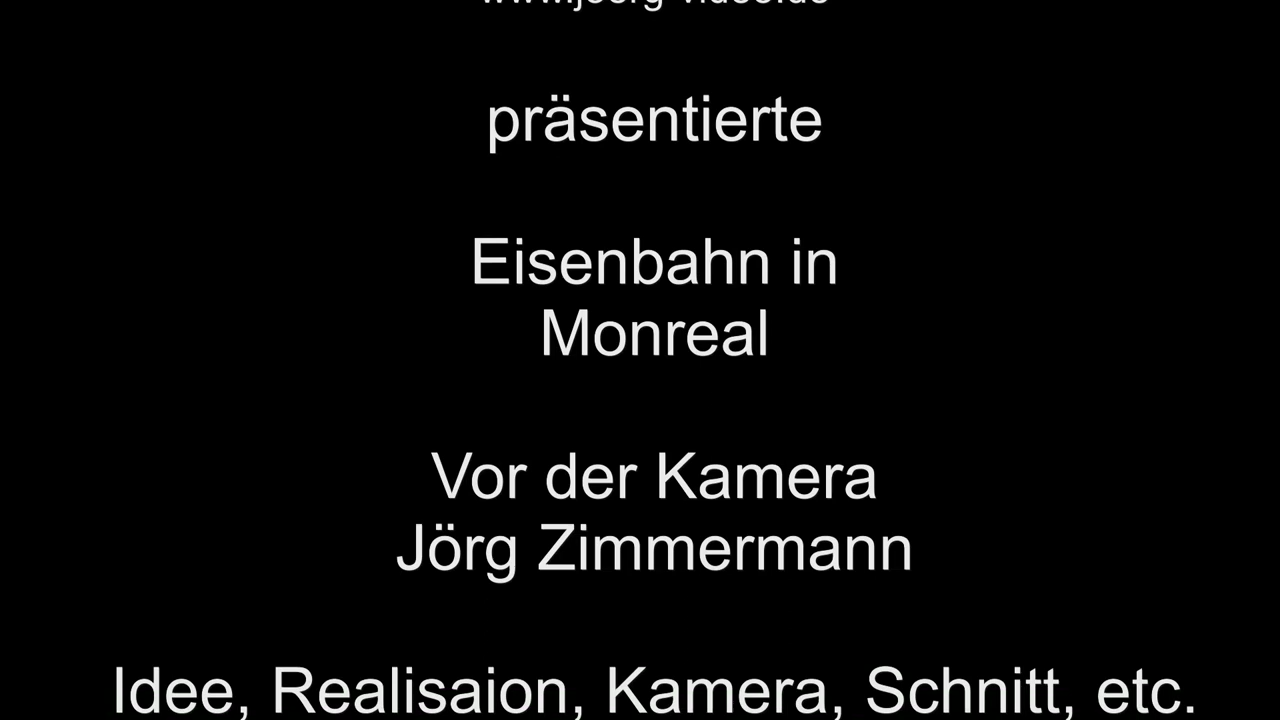 präsentierte
Eisenbahn in
Monreal
Vor der Kamera
Jörg Zimmermann
Idee, Realisaion, Kamera, Schnitt, etc.